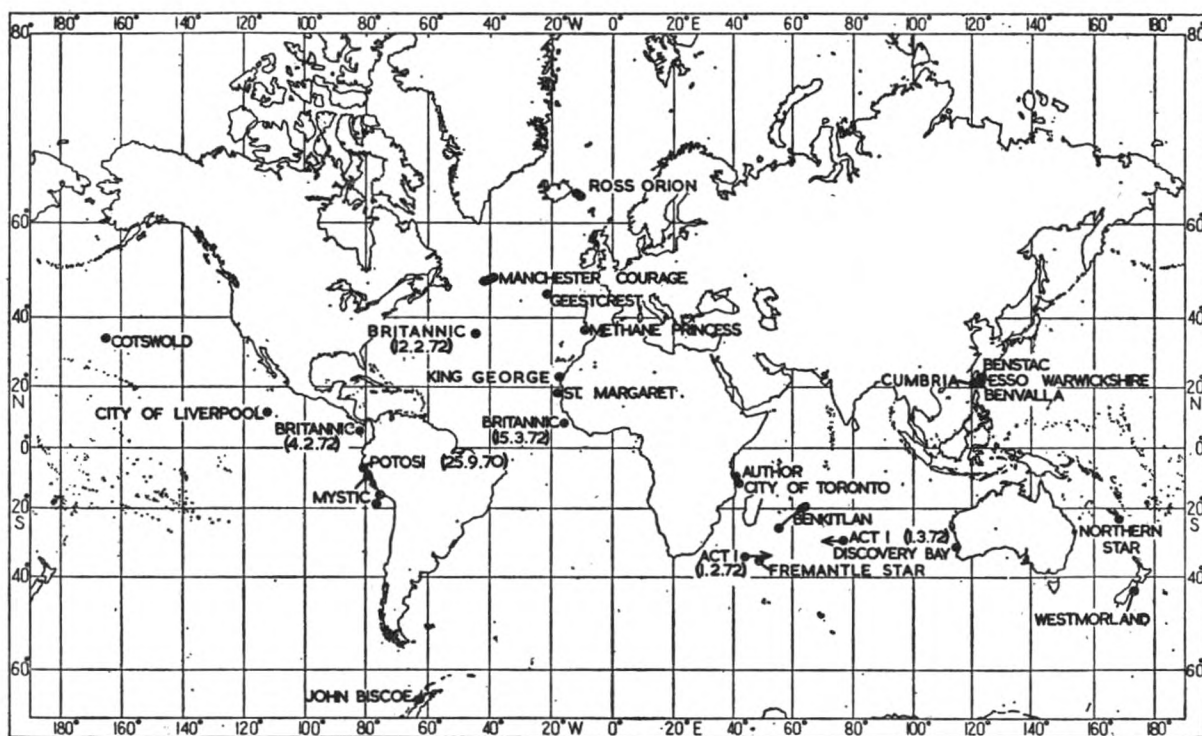 180° 160° 140° 120° 100° 80° 60° 40° 20° W 0° E 20° 40° 60° 80° 100° 120° 140° 160° 180°
80° 80°
ROSS ORION
60° 60°
MANCHESTER COURAGE
GEESTCREST
40° 40°
BRITANNIC
(12.2.72)
METHANE PRINCESS
COTSWOLD
KING GEORGE
ST. MARGARET
CUMBRIA
BENSTAC
ESSO WARWICKSHIRE
BENVALLA
20° 20°
N N
CITY OF LIVERPOOL
BRITANNIC
(4.2.72)
BRITANNIC
(15.3.72)
0° 0°
POTOSI (25.9.70)
MYSTIC
AUTHOR
CITY OF TORONTO
20° 20°
S S
BENKITLAN
ACT 1 (1.3.72)
DISCOVERY BAY
NORTHERN
STAR
ACT 1
(1.2.72)
FREMANTLE STAR
40° 40°
WESTMORLAND
60° 60°
JOHN BISCOE
180° 160° 140° 120° 100° 80° 60° 40° 20° W 0° E 20° 40° 60° 80° 100° 120° 140° 160° 180°